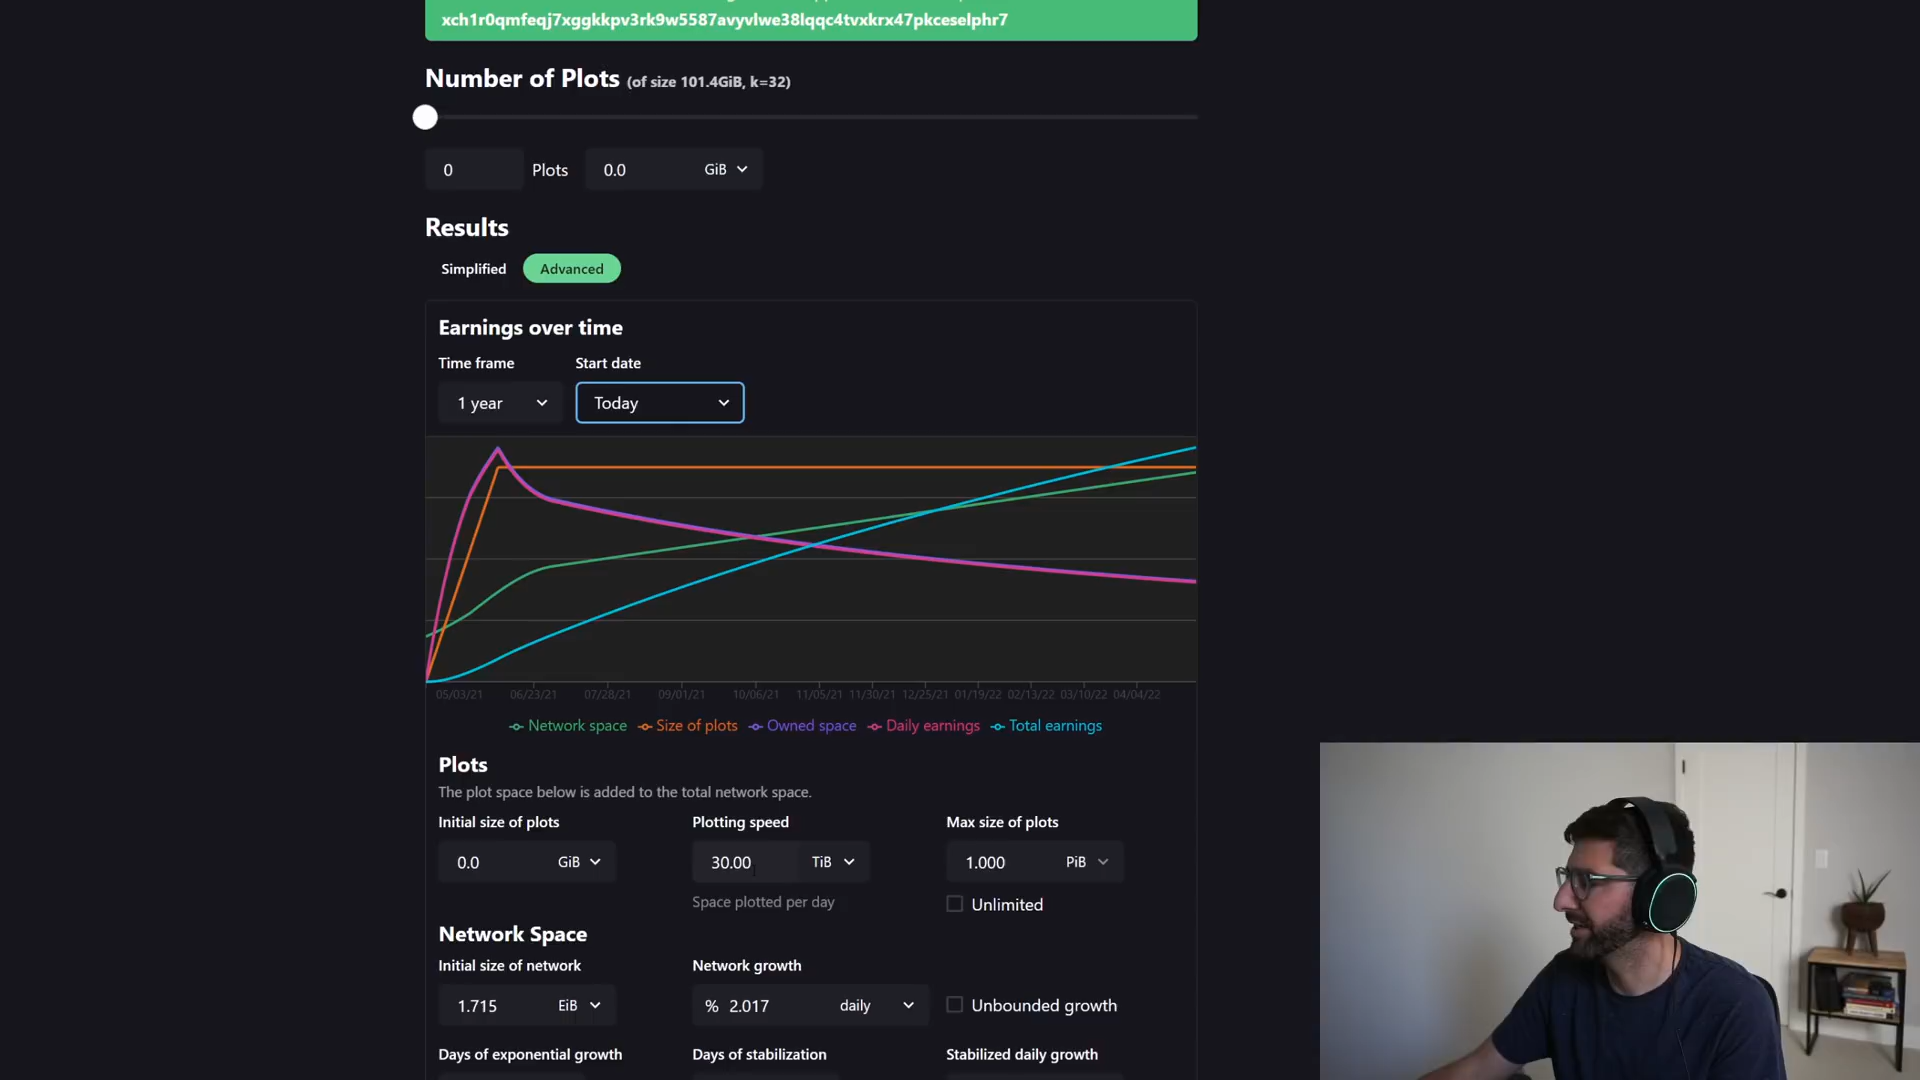 xch1r0qmfeqj7xggkkpv3rk9w5587avyvlwe38lqqc4tvxkrx47pkceselphr7
Number of Plots (of size 101.4GiB, k=32)
0 Plots 0.0 GiB
Results
Simplified Advanced
Earnings over time
Time frame Start date
1 year Today
05/03/21 06/23/21 07/28/21 09/01/21 10/06/21 11/05/21 11/30/21 12/25/21 01/19/22 02/13/22 03/10/22 04/04/22
Network space Size of plots Owned space Daily earnings Total earnings
Plots
The plot space below is added to the total network space.
Initial size of plots Plotting speed Max size of plots
0.0 GiB 30.00 TiB 1.000 PiB
Space plotted per day Unlimited
Network Space
Initial size of network Network growth
1.715 EiB % 2.017 daily Unbounded growth
Days of exponential growth Days of stabilization Stabilized daily growth